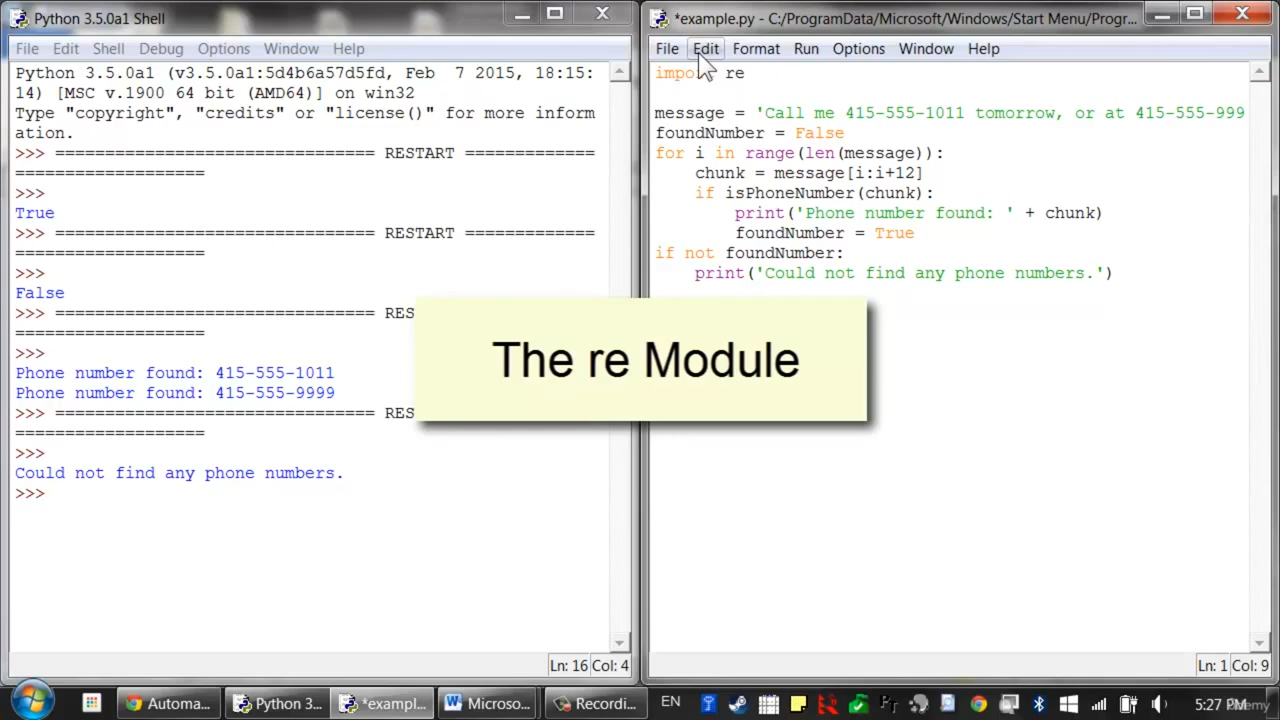 Python 3.5.0a1 Shell
File Edit Shell Debug Options Window Help
Python 3.5.0a1 (v3.5.0a1:5d4b6a57d5fd, Feb  7 2015, 18:15:
14) [MSC v.1900 64 bit (AMD64)] on win32
Type "copyright", "credits" or "license()" for more inform
ation.
>>> ================================ RESTART =============
===================
>>>
True
>>> ================================ RESTART =============
===================
>>>
False
>>> ================================ RES
===================
>>>
Phone number found: 415-555-1011
Phone number found: 415-555-9999
>>> ================================ RES
===================
>>>
Could not find any phone numbers.
>>>
Ln: 16 Col: 4
*example.py - C:/ProgramData/Microsoft/Windows/Start Menu/Progr...
File Edit Format Run Options Window Help
import re
message = 'Call me 415-555-1011 tomorrow, or at 415-555-999
foundNumber = False
for i in range(len(message)):
    chunk = message[i:i+12]
    if isPhoneNumber(chunk):
        print('Phone number found: ' + chunk)
        foundNumber = True
if not foundNumber:
    print('Could not find any phone numbers.')
Ln: 1 Col: 9
The re Module
Automa... Python 3... *exampl... Microso... Recordi... EN 5:27 PM